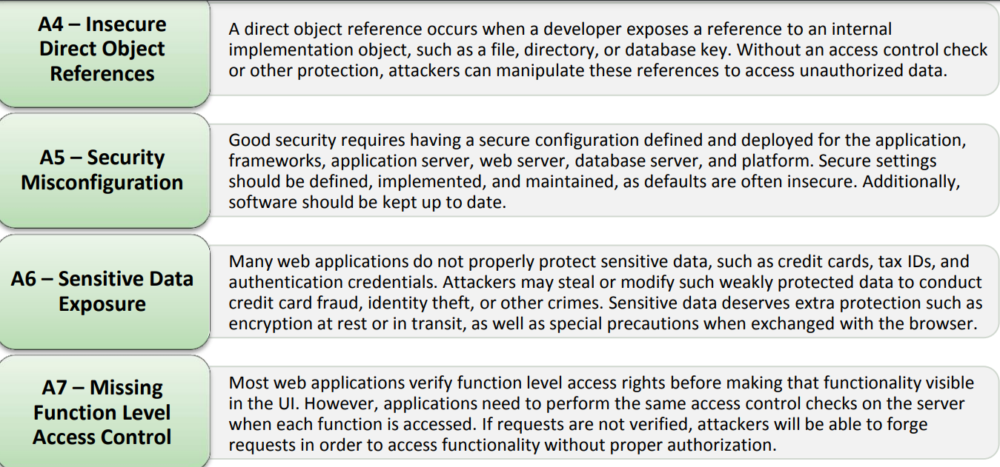 A4 – Insecure
Direct Object
References
A direct object reference occurs when a developer exposes a reference to an internal
implementation object, such as a file, directory, or database key. Without an access control check
or other protection, attackers can manipulate these references to access unauthorized data.
A5 – Security
Misconfiguration
Good security requires having a secure configuration defined and deployed for the application,
frameworks, application server, web server, database server, and platform. Secure settings
should be defined, implemented, and maintained, as defaults are often insecure. Additionally,
software should be kept up to date.
A6 – Sensitive Data
Exposure
Many web applications do not properly protect sensitive data, such as credit cards, tax IDs, and
authentication credentials. Attackers may steal or modify such weakly protected data to conduct
credit card fraud, identity theft, or other crimes. Sensitive data deserves extra protection such as
encryption at rest or in transit, as well as special precautions when exchanged with the browser.
A7 – Missing
Function Level
Access Control
Most web applications verify function level access rights before making that functionality visible
in the UI. However, applications need to perform the same access control checks on the server
when each function is accessed. If requests are not verified, attackers will be able to forge
requests in order to access functionality without proper authorization.